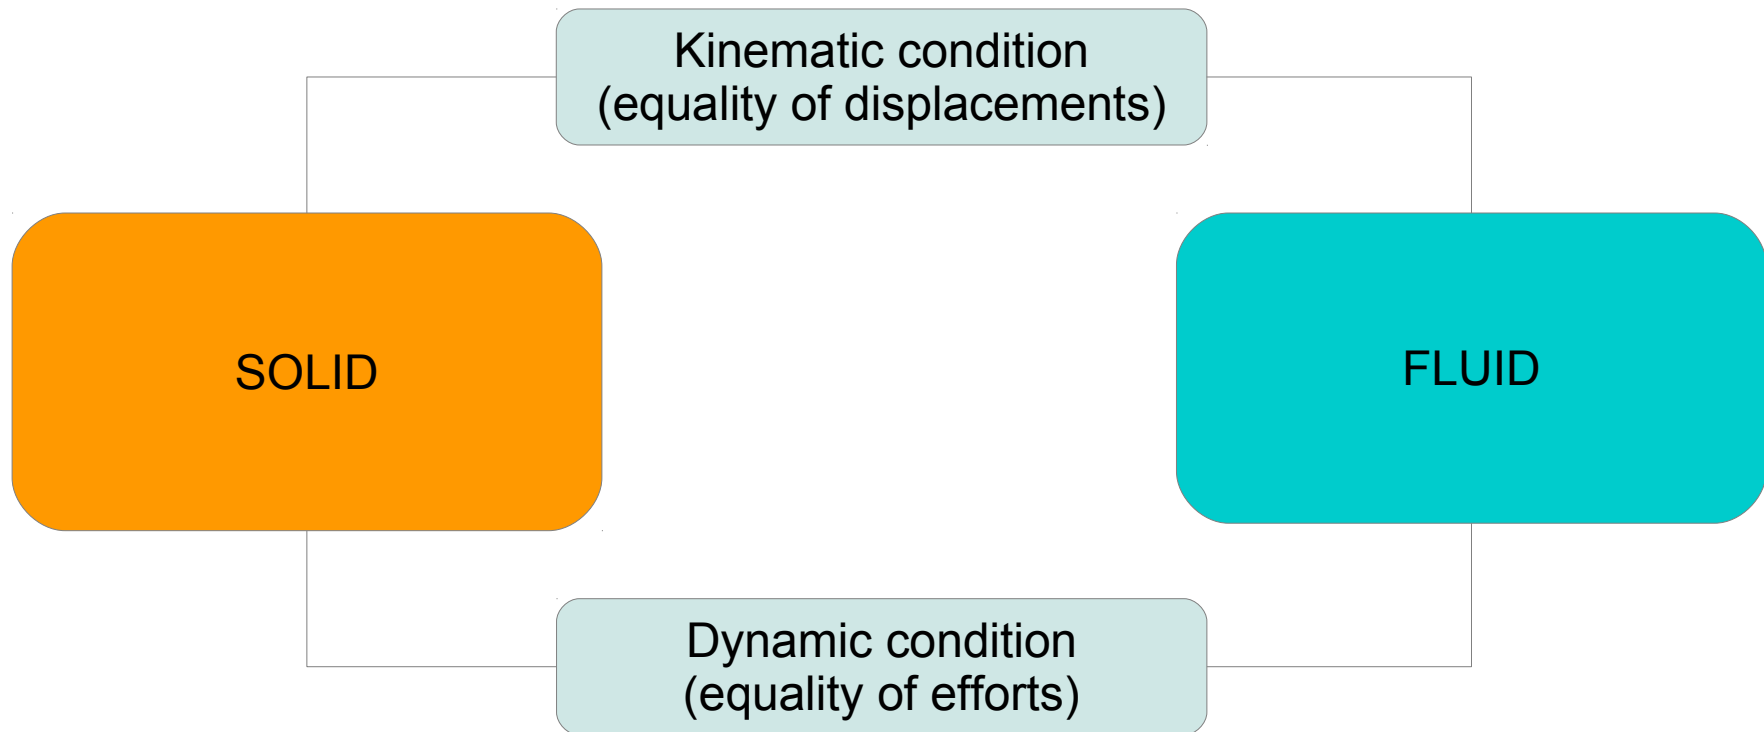 Kinematic condition
(equality of displacements)
SOLID
FLUID
Dynamic condition
(equality of efforts)